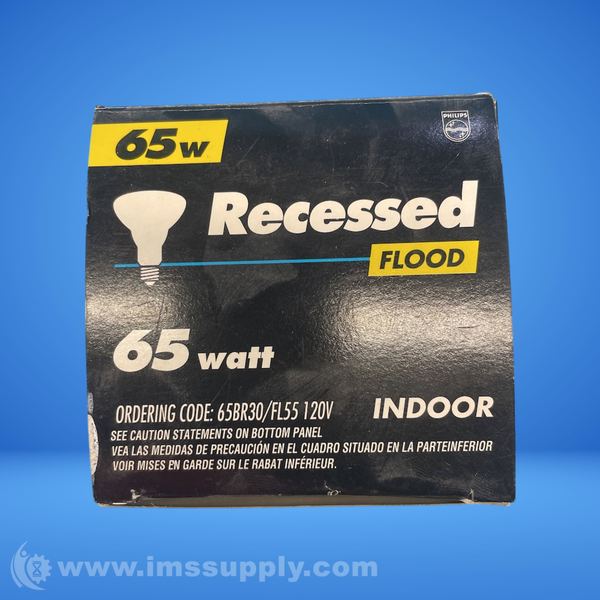 PHILIPS
65w
Recessed
FLOOD
65 watt
ORDERING CODE: 65BR30/FL55 120V
INDOOR
SEE CAUTION STATEMENTS ON BOTTOM PANEL
VEA LAS MEDIDAS DE PRECAUCIÓN EN EL CUADRO SITUADO EN LA PARTEINFERIOR
VOIR MISES EN GARDE SUR LE RABAT INFÉRIEUR.
www.imssupply.com